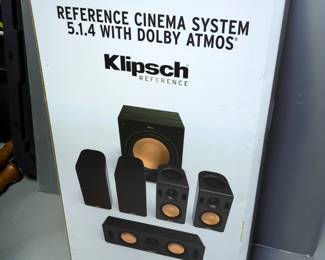 REFERENCE CINEMA SYSTEM
5.1.4 WITH DOLBY ATMOS®
Klipsch
REFERENCE